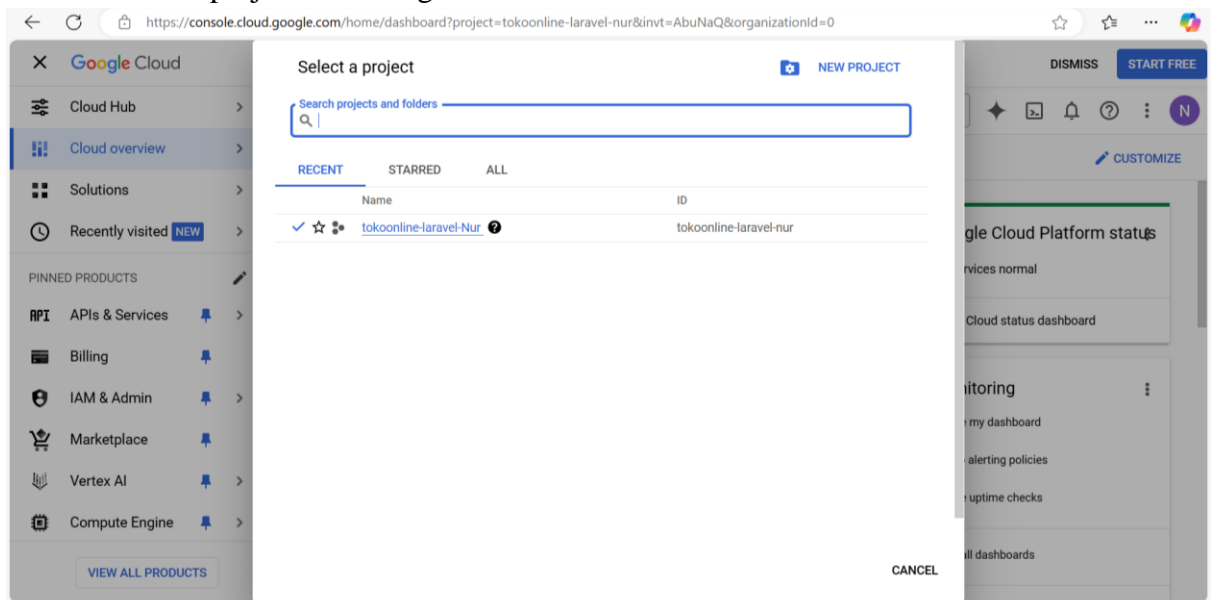 https://console.cloud.google.com/home/dashboard?project=tokoonline-laravel-nur&invt=AbuNaQ&organizationId=0
Google Cloud
Select a project
NEW PROJECT
DISMISS
START FREE
Search projects and folders
Cloud Hub
N
Cloud overview
CUSTOMIZE
RECENT
STARRED
ALL
Solutions
Name
ID
Recently visited NEW
tokoonline-laravel-Nur
tokoonline-laravel-nur
gle Cloud Platform status
PINNED PRODUCTS
rvices normal
API APIs & Services
Cloud status dashboard
Billing
IAM & Admin
itoring
my dashboard
Marketplace
alerting policies
Vertex AI
uptime checks
Compute Engine
all dashboards
VIEW ALL PRODUCTS
CANCEL